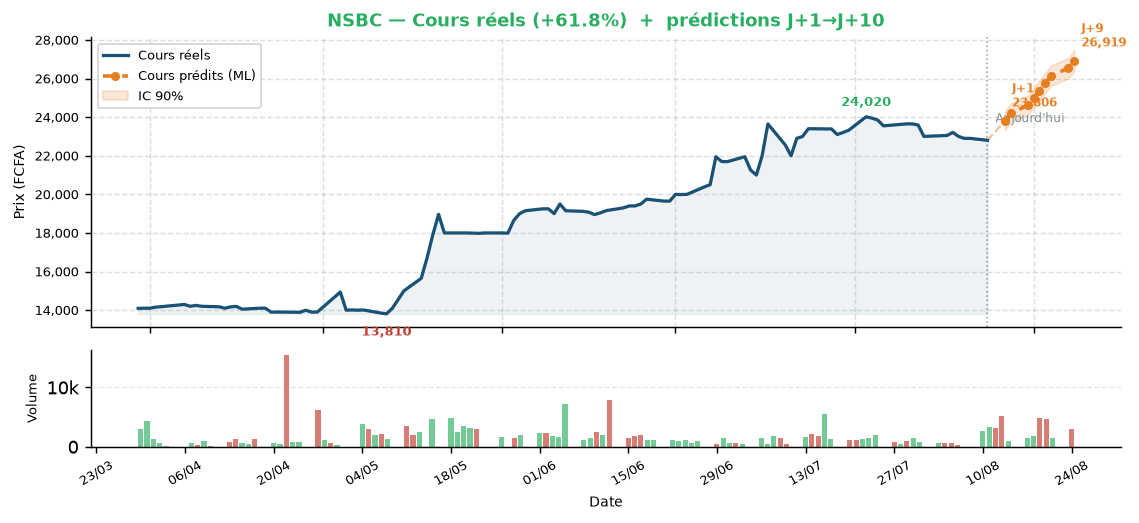 NSBC — Cours réels (+61.8%)  +  prédictions J+1→J+10
Cours réels
Cours prédits (ML)
IC 90%
Prix (FCFA)
28,000
26,000
24,000
22,000
20,000
18,000
16,000
14,000
24,020
13,810
J+1
23,806
Aujourd'hui
J+9
26,919
Volume
10k
0
23/03
06/04
20/04
04/05
18/05
01/06
15/06
29/06
13/07
27/07
10/08
24/08
Date